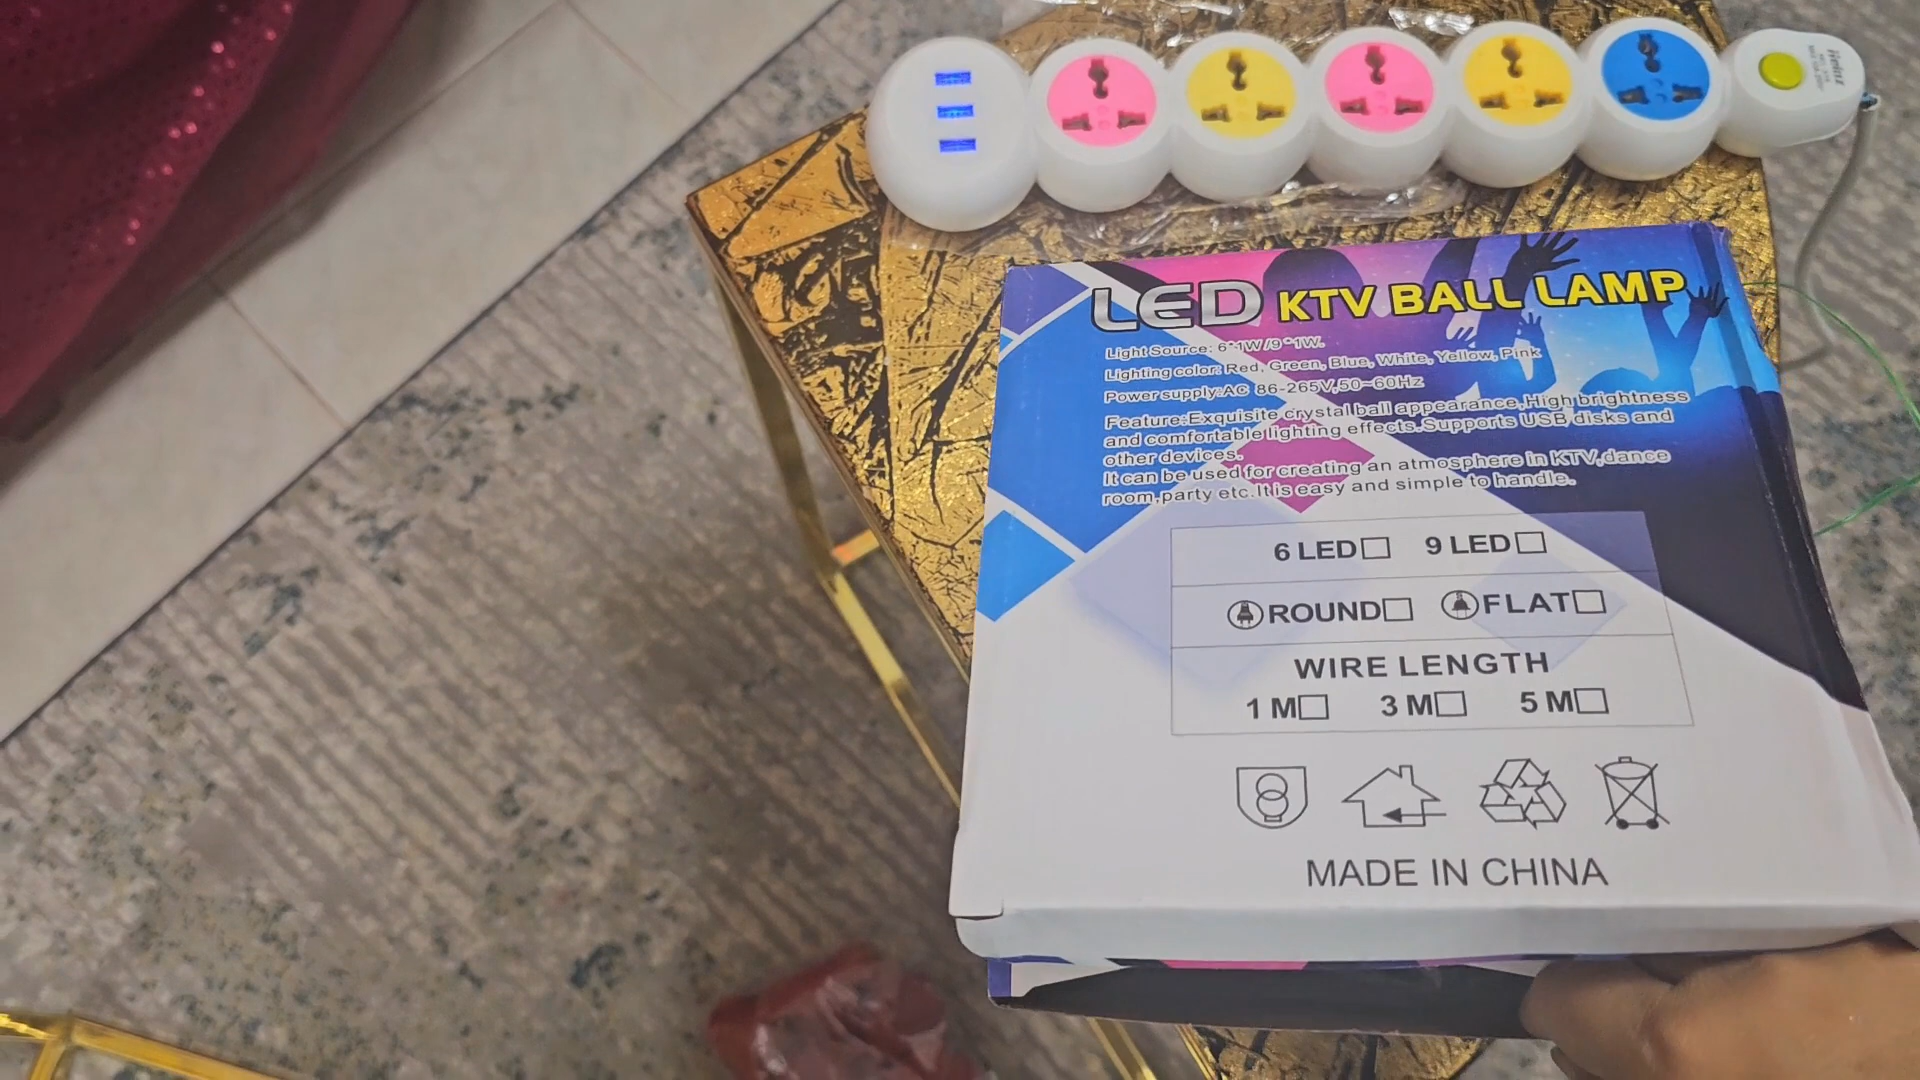 LED KTV BALL LAMP
Light Source: 6*1W/9*1W.
Lighting color: Red, Green, Blue, White, Yellow, Pink
Power supply:AC 86-265V,50~60Hz
Feature:Exquisite crystal ball appearance,High brightness
and comfortable lighting effects.Supports USB disks and
other devices.
It can be used for creating an atmosphere in KTV,dance
room,party etc.It is easy and simple to handle.
6 LED 9 LED
ROUND FLAT
WIRE LENGTH
1 M 3 M 5 M
MADE IN CHINA